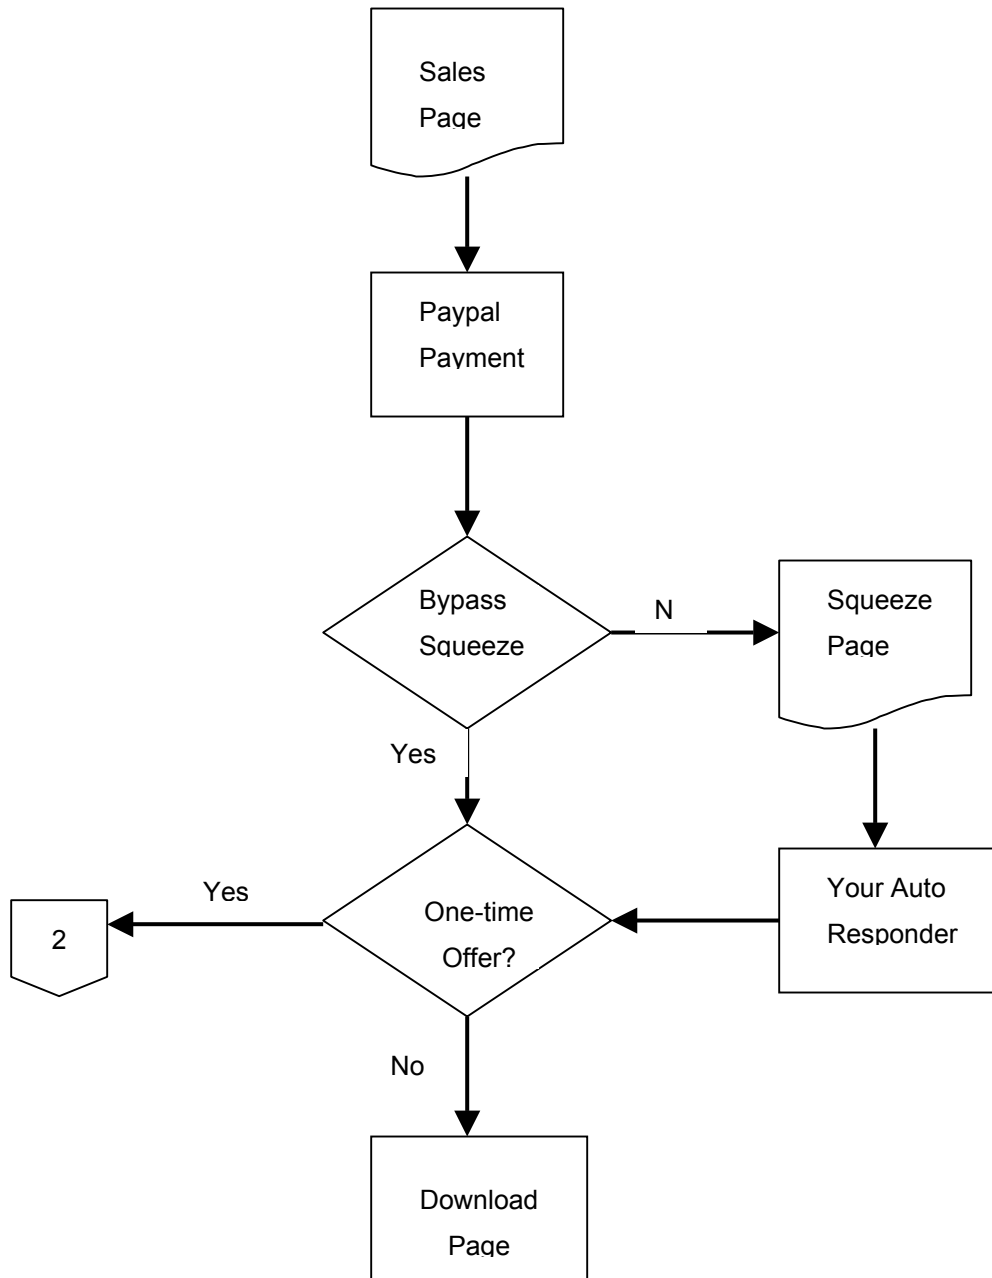 Sales
Page
Paypal
Payment
Bypass
Squeeze
N
Squeeze
Page
Yes
Yes
One-time
Offer?
2
Your Auto
Responder
No
Download
Page